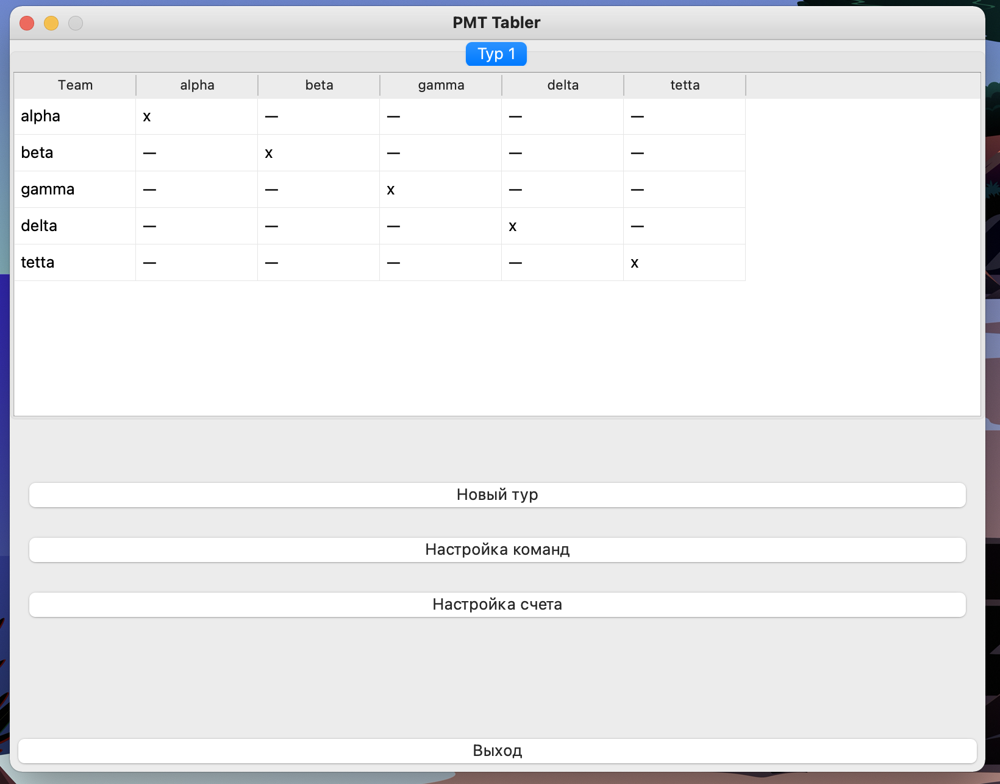 PMT Tabler
Тур 1
Team alpha beta gamma delta tetta
alpha x — — — —
beta — x — — —
gamma — — x — —
delta — — — x —
tetta — — — — x
Новый тур
Настройка команд
Настройка счета
Выход